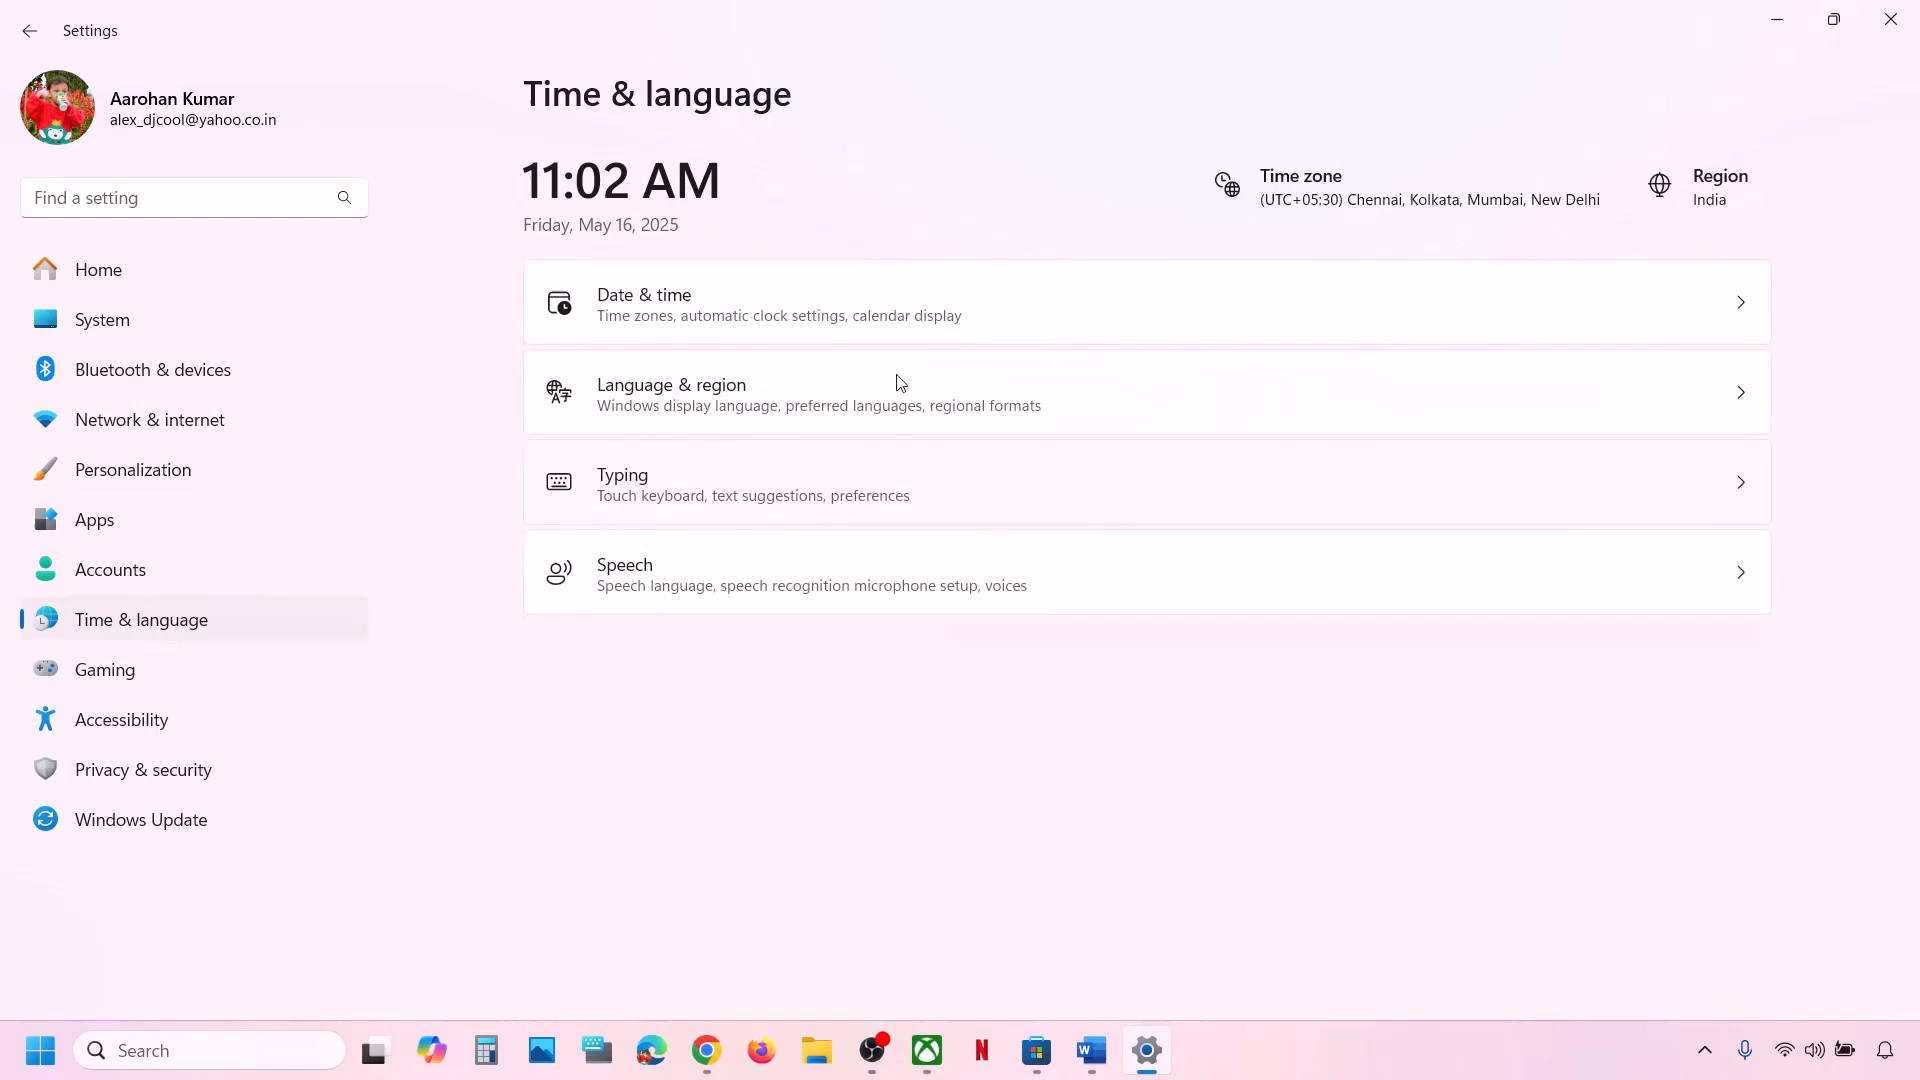 Settings
Aarohan Kumar
alex_djcool@yahoo.co.in
Find a setting
Home
System
Bluetooth & devices
Network & internet
Personalization
Apps
Accounts
Time & language
Gaming
Accessibility
Privacy & security
Windows Update
Time & language
11:02 AM
Friday, May 16, 2025
Time zone
(UTC+05:30) Chennai, Kolkata, Mumbai, New Delhi
Region
India
Date & time
Time zones, automatic clock settings, calendar display
Language & region
Windows display language, preferred languages, regional formats
Typing
Touch keyboard, text suggestions, preferences
Speech
Speech language, speech recognition microphone setup, voices
Search